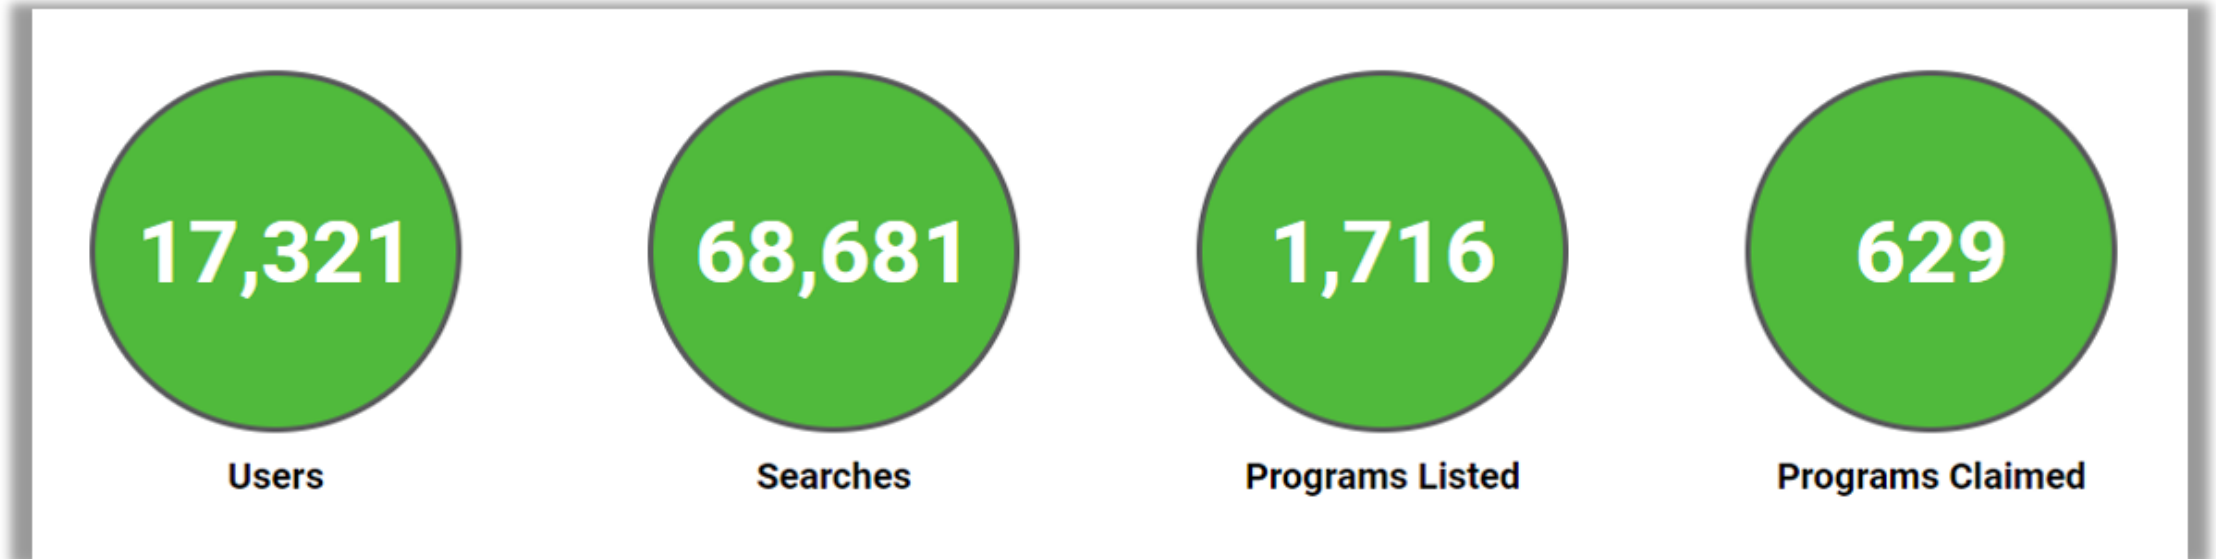 17,321
68,681
1,716
629
Users
Searches
Programs Listed
Programs Claimed